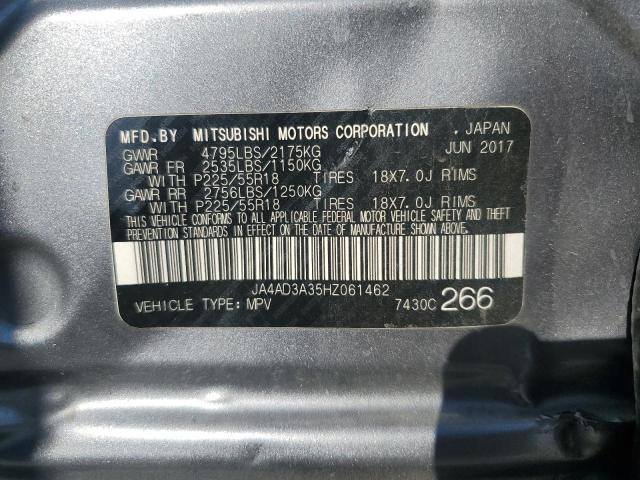 MFD.BY MITSUBISHI MOTORS CORPORATION . JAPAN
GVWR 4795LBS/2175KG JUN 2017
GAWR FR 2535LBS/1150KG
WITH P225/55R18 TIRES 18X7.0J RIMS
GAWR RR 2756LBS/1250KG
WITH P225/55R18 TIRES 18X7.0J RIMS
THIS VEHICLE CONFORMS TO ALL APPLICABLE FEDERAL MOTOR VEHICLE SAFETY AND THEFT
PREVENTION STANDARDS IN EFFECT ON THE DATE OF MANUFACTURE SHOWN ABOVE.
JA4AD3A35HZ061462
VEHICLE TYPE: MPV 7430C 266